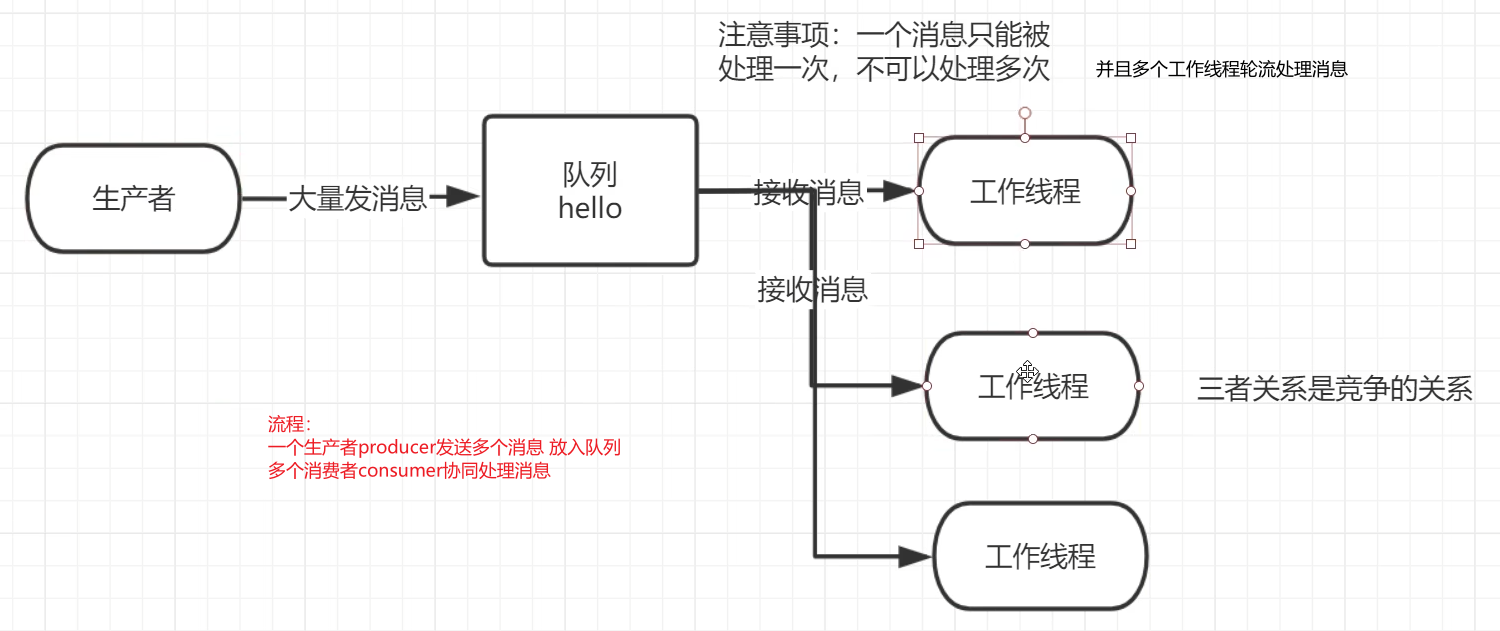 注意事项：一个消息只能被
处理一次，不可以处理多次
并且多个工作线程轮流处理消息
生产者
大量发消息
队列
hello
接收消息
工作线程
接收消息
工作线程
三者关系是竞争的关系
流程：
一个生产者producer发送多个消息 放入队列
多个消费者consumer协同处理消息
工作线程